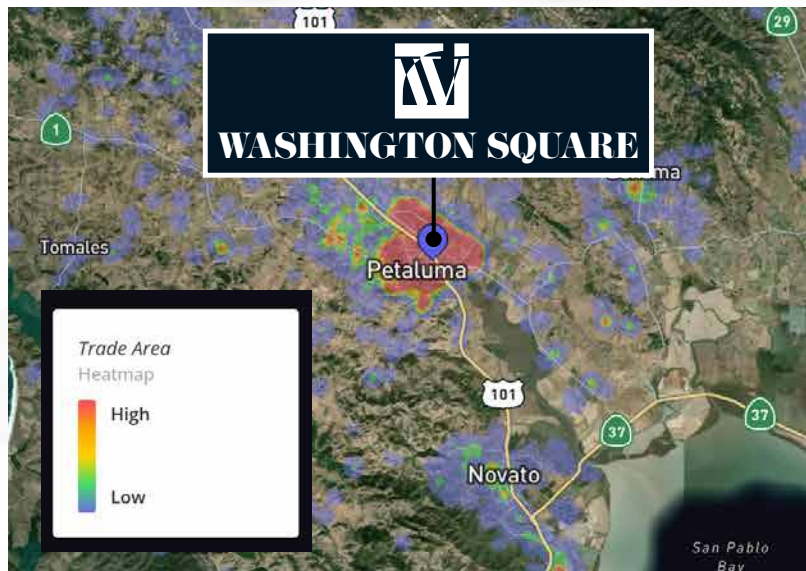 101
29
1
WASHINGTON SQUARE
Tomales
Petaluma
Trade Area
Heatmap
High
Low
101
37
37
Novato
San Pablo
Bay